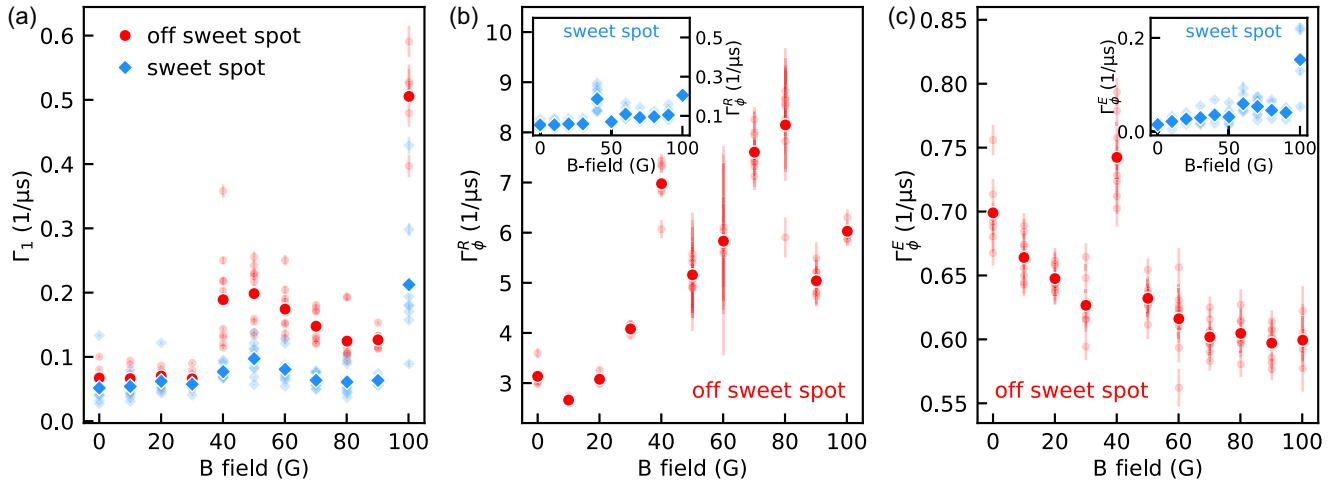 (a)
Γ1 (1/μs)
0.6
0.5
0.4
0.3
0.2
0.1
0.0
off sweet spot
sweet spot
0 20 40 60 80 100
B field (G)
(b)
ΓϕR (1/μs)
10
9
8
7
6
5
4
3
sweet spot
0.5
0.3
0.1
ΓϕR (1/μs)
0 50 100
B-field (G)
off sweet spot
0 20 40 60 80 100
B field (G)
(c)
ΓϕE (1/μs)
0.85
0.80
0.75
0.70
0.65
0.60
0.55
sweet spot
ΓϕE (1/μs)
0.2
0.0
0 50 100
B-field (G)
off sweet spot
0 20 40 60 80 100
B field (G)